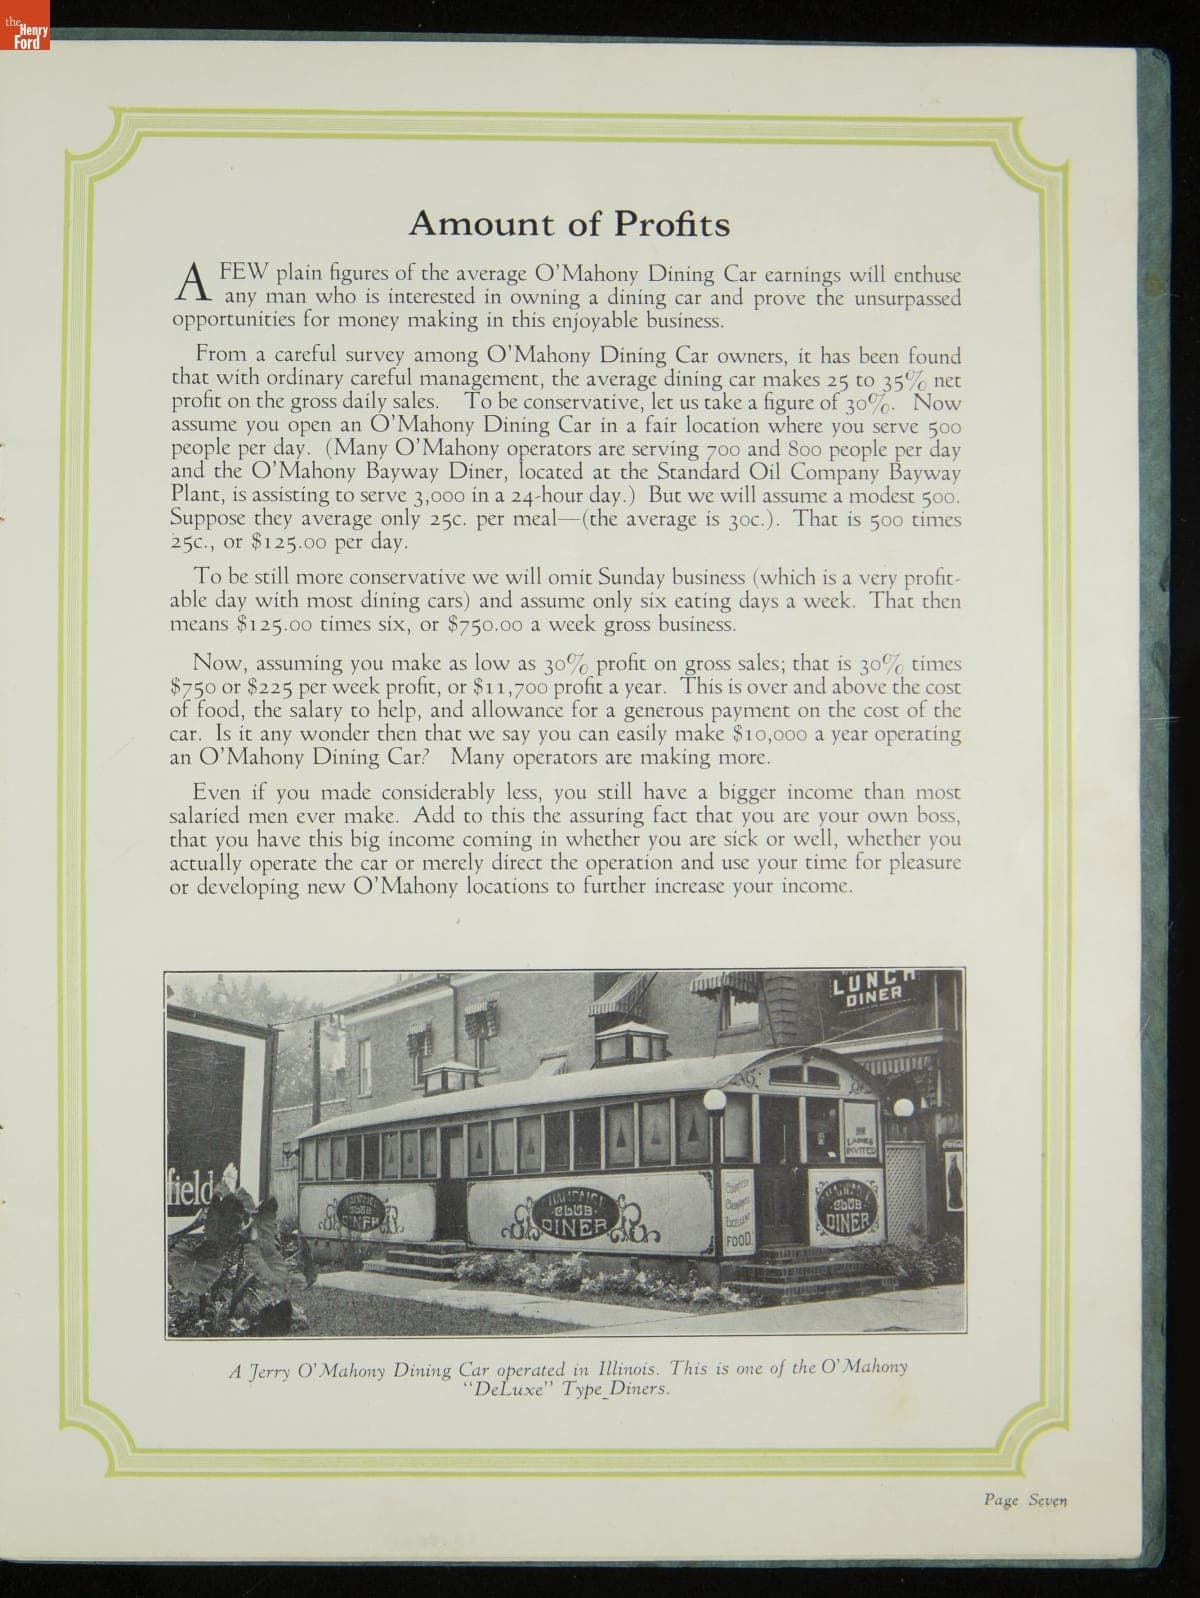 the
Henry
Ford
Amount of Profits
A FEW plain figures of the average O'Mahony Dining Car earnings will enthuse
any man who is interested in owning a dining car and prove the unsurpassed
opportunities for money making in this enjoyable business.
From a careful survey among O'Mahony Dining Car owners, it has been found
that with ordinary careful management, the average dining car makes 25 to 35% net
profit on the gross daily sales. To be conservative, let us take a figure of 30%. Now
assume you open an O'Mahony Dining Car in a fair location where you serve 500
people per day. (Many O'Mahony operators are serving 700 and 800 people per day
and the O'Mahony Bayway Diner, located at the Standard Oil Company Bayway
Plant, is assisting to serve 3,000 in a 24-hour day.) But we will assume a modest 500.
Suppose they average only 25c. per meal—(the average is 30c.). That is 500 times
25c., or $125.00 per day.
To be still more conservative we will omit Sunday business (which is a very profit-
able day with most dining cars) and assume only six eating days a week. That then
means $125.00 times six, or $750.00 a week gross business.
Now, assuming you make as low as 30% profit on gross sales; that is 30% times
$750 or $225 per week profit, or $11,700 profit a year. This is over and above the cost
of food, the salary to help, and allowance for a generous payment on the cost of the
car. Is it any wonder then that we say you can easily make $10,000 a year operating
an O'Mahony Dining Car? Many operators are making more.
Even if you made considerably less, you still have a bigger income than most
salaried men ever make. Add to this the assuring fact that you are your own boss,
that you have this big income coming in whether you are sick or well, whether you
actually operate the car or merely direct the operation and use your time for pleasure
or developing new O'Mahony locations to further increase your income.
LUNCH
DINER
field
CLUB
DINER
CLUB
DINER
EXCELLENT
FOOD
LADIES
INVITED
CLUB
DINER
Coca-Cola
A Jerry O'Mahony Dining Car operated in Illinois. This is one of the O'Mahony
"DeLuxe" Type Diners.
Page Seven